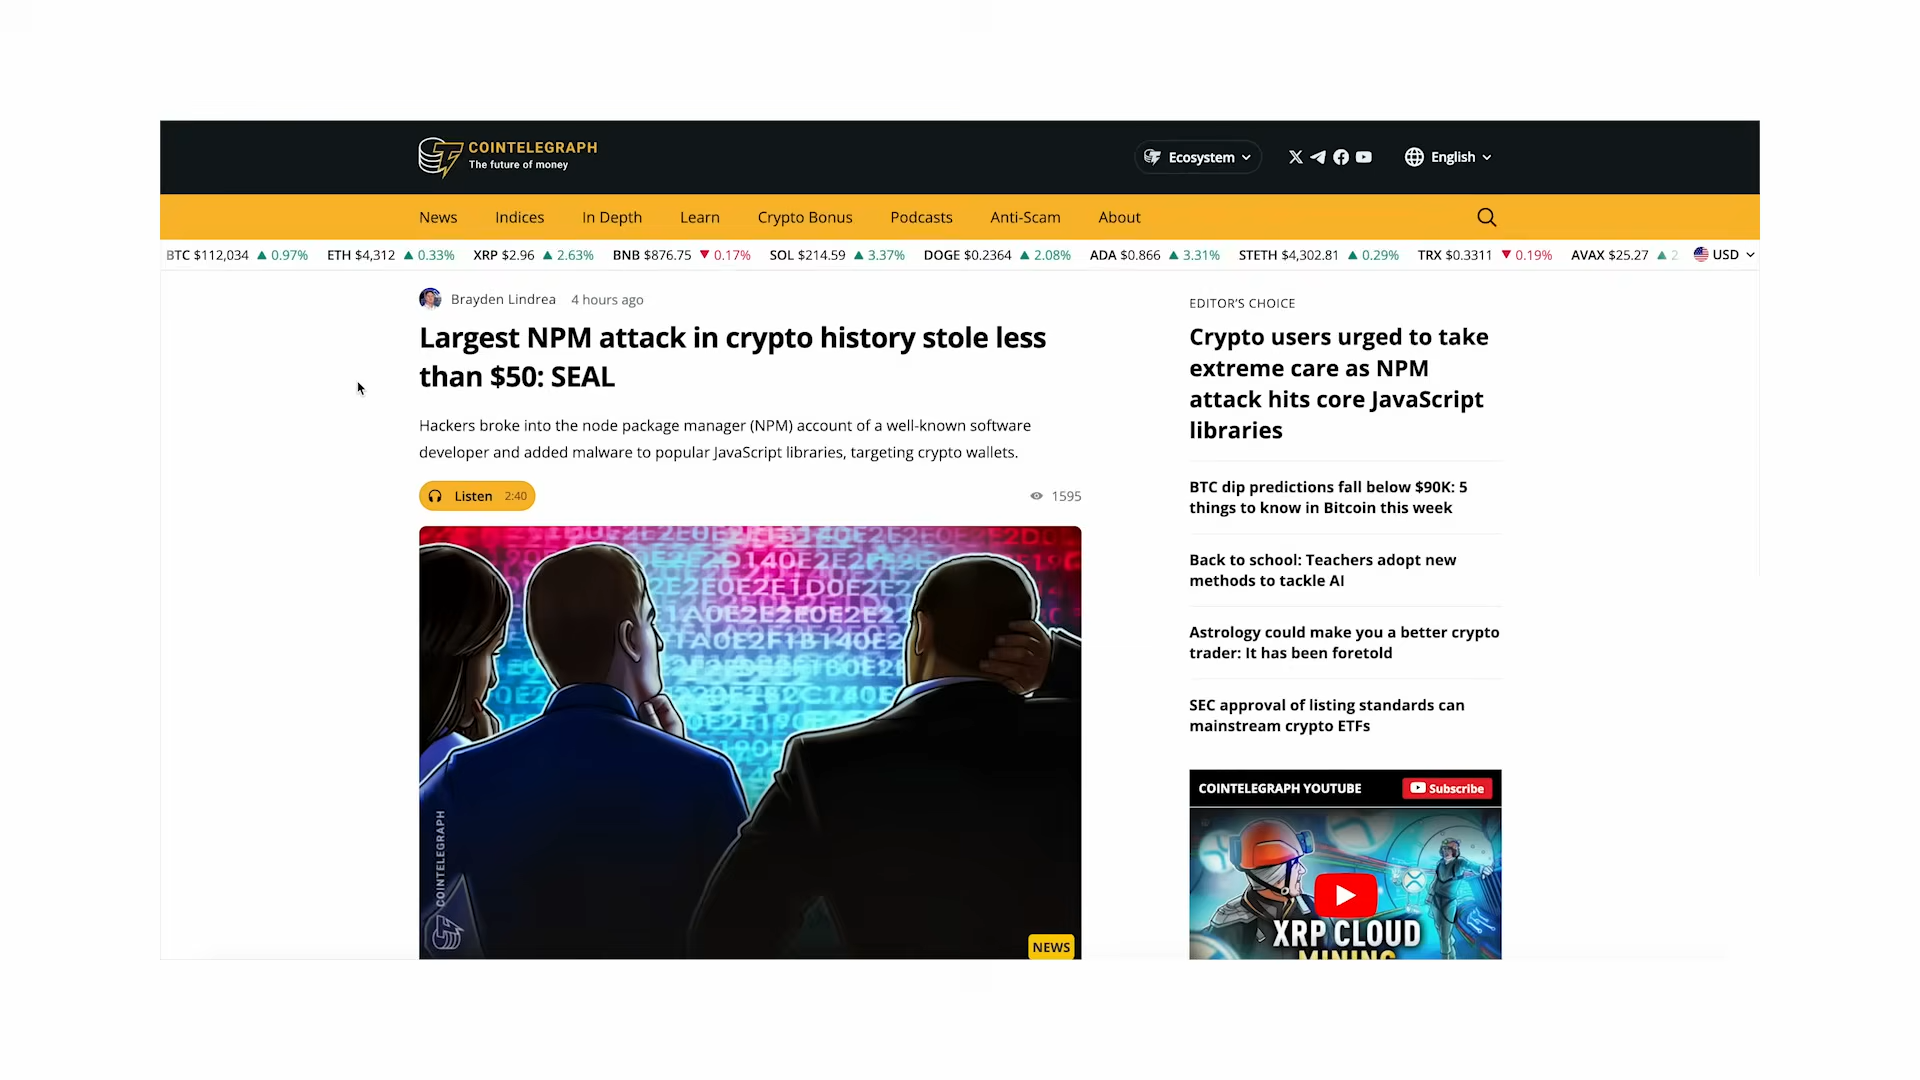 COINTELEGRAPH
The future of money
Ecosystem
English
News Indices In Depth Learn Crypto Bonus Podcasts Anti-Scam About
BTC $112,034 ▲ 0.97% ETH $4,312 ▲ 0.33% XRP $2.96 ▲ 2.63% BNB $876.75 ▼ 0.17% SOL $214.59 ▲ 3.37% DOGE $0.2364 ▲ 2.08% ADA $0.866 ▲ 3.31% STETH $4,302.81 ▲ 0.29% TRX $0.3311 ▼ 0.19% AVAX $25.27 ▲ 2 USD
Brayden Lindrea 4 hours ago
Largest NPM attack in crypto history stole less
than $50: SEAL
Hackers broke into the node package manager (NPM) account of a well-known software
developer and added malware to popular JavaScript libraries, targeting crypto wallets.
Listen 2:40
1595
COINTELEGRAPH
NEWS
EDITOR'S CHOICE
Crypto users urged to take
extreme care as NPM
attack hits core JavaScript
libraries
BTC dip predictions fall below $90K: 5
things to know in Bitcoin this week
Back to school: Teachers adopt new
methods to tackle AI
Astrology could make you a better crypto
trader: It has been foretold
SEC approval of listing standards can
mainstream crypto ETFs
COINTELEGRAPH YOUTUBE
Subscribe
XRP CLOUD
MINING